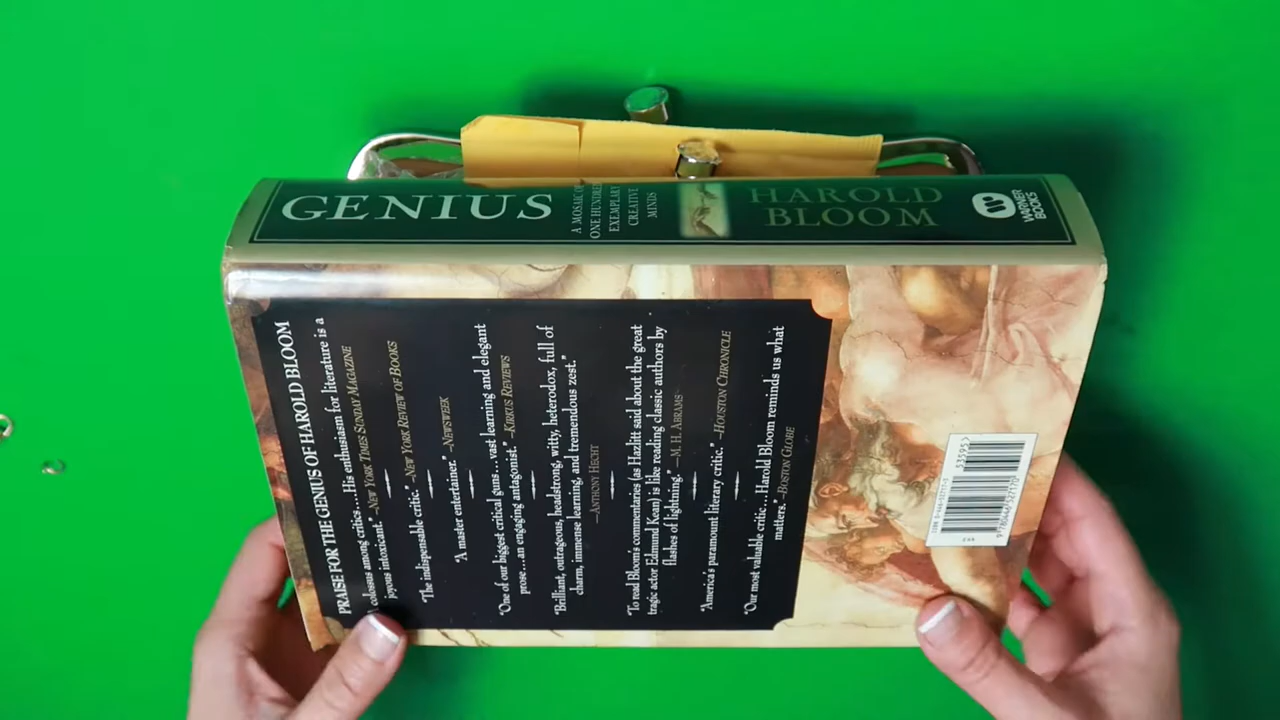 GENIUS
A MOSAIC OF
ONE HUNDRED
EXEMPLARY
CREATIVE
MINDS
HAROLD
BLOOM
WARNER
BOOKS
PRAISE FOR THE GENIUS OF HAROLD BLOOM
colossus among critics....His enthusiasm for literature is a
joyous intoxicant." –NEW YORK TIMES SUNDAY MAGAZINE
"The indispensable critic." –NEW YORK REVIEW OF BOOKS
"A master entertainer." –NEWSWEEK
"One of our biggest critical guns...vast learning and elegant
prose...an engaging antagonist." –KIRKUS REVIEWS
"Brilliant, outrageous, headstrong, witty, heterodox, full of
charm, immense learning, and tremendous zest."
—ANTHONY HECHT
"To read Bloom's commentaries (as Hazlitt said about the great
tragic actor Edmund Kean) is like reading classic authors by
flashes of lightning." —M. H. ABRAMS
"America's paramount literary critic." –HOUSTON CHRONICLE
"Our most valuable critic....Harold Bloom reminds us what
matters."–BOSTON GLOBE
53595